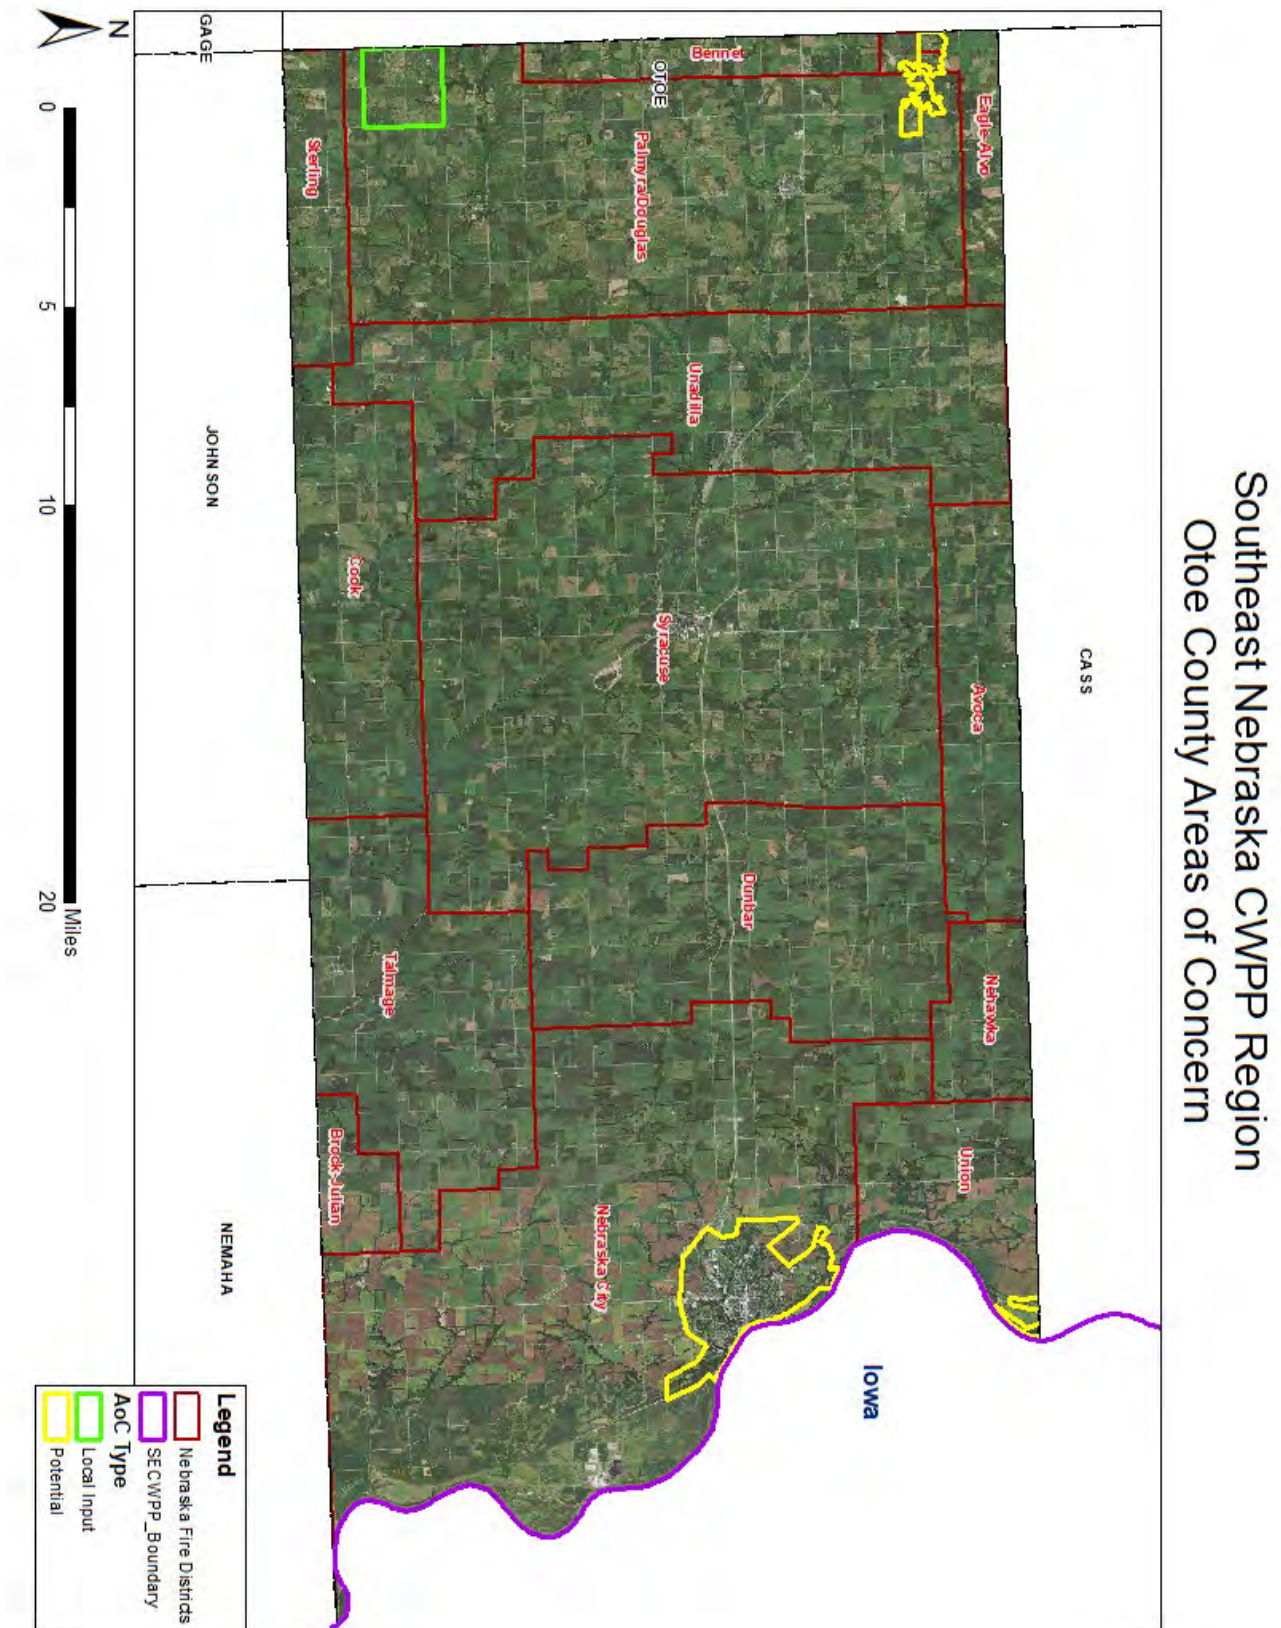 Southeast Nebraska CWPP Region
Otoe County Areas of Concern
CASS
Eagle-Alvo
Avoca
Nehawka
Union
Bennet
OTOE
Palmyra/Douglas
Unadilla
Syracuse
Dunbar
Nebraska City
Iowa
Sterling
Cook
Talmage
Brock-Julian
GAGE
JOHNSON
NEMAHA
N
0
5
10
20
Miles
Legend
Nebraska Fire Districts
SECWPP_Boundary
AoC Type
Local Input
Potential